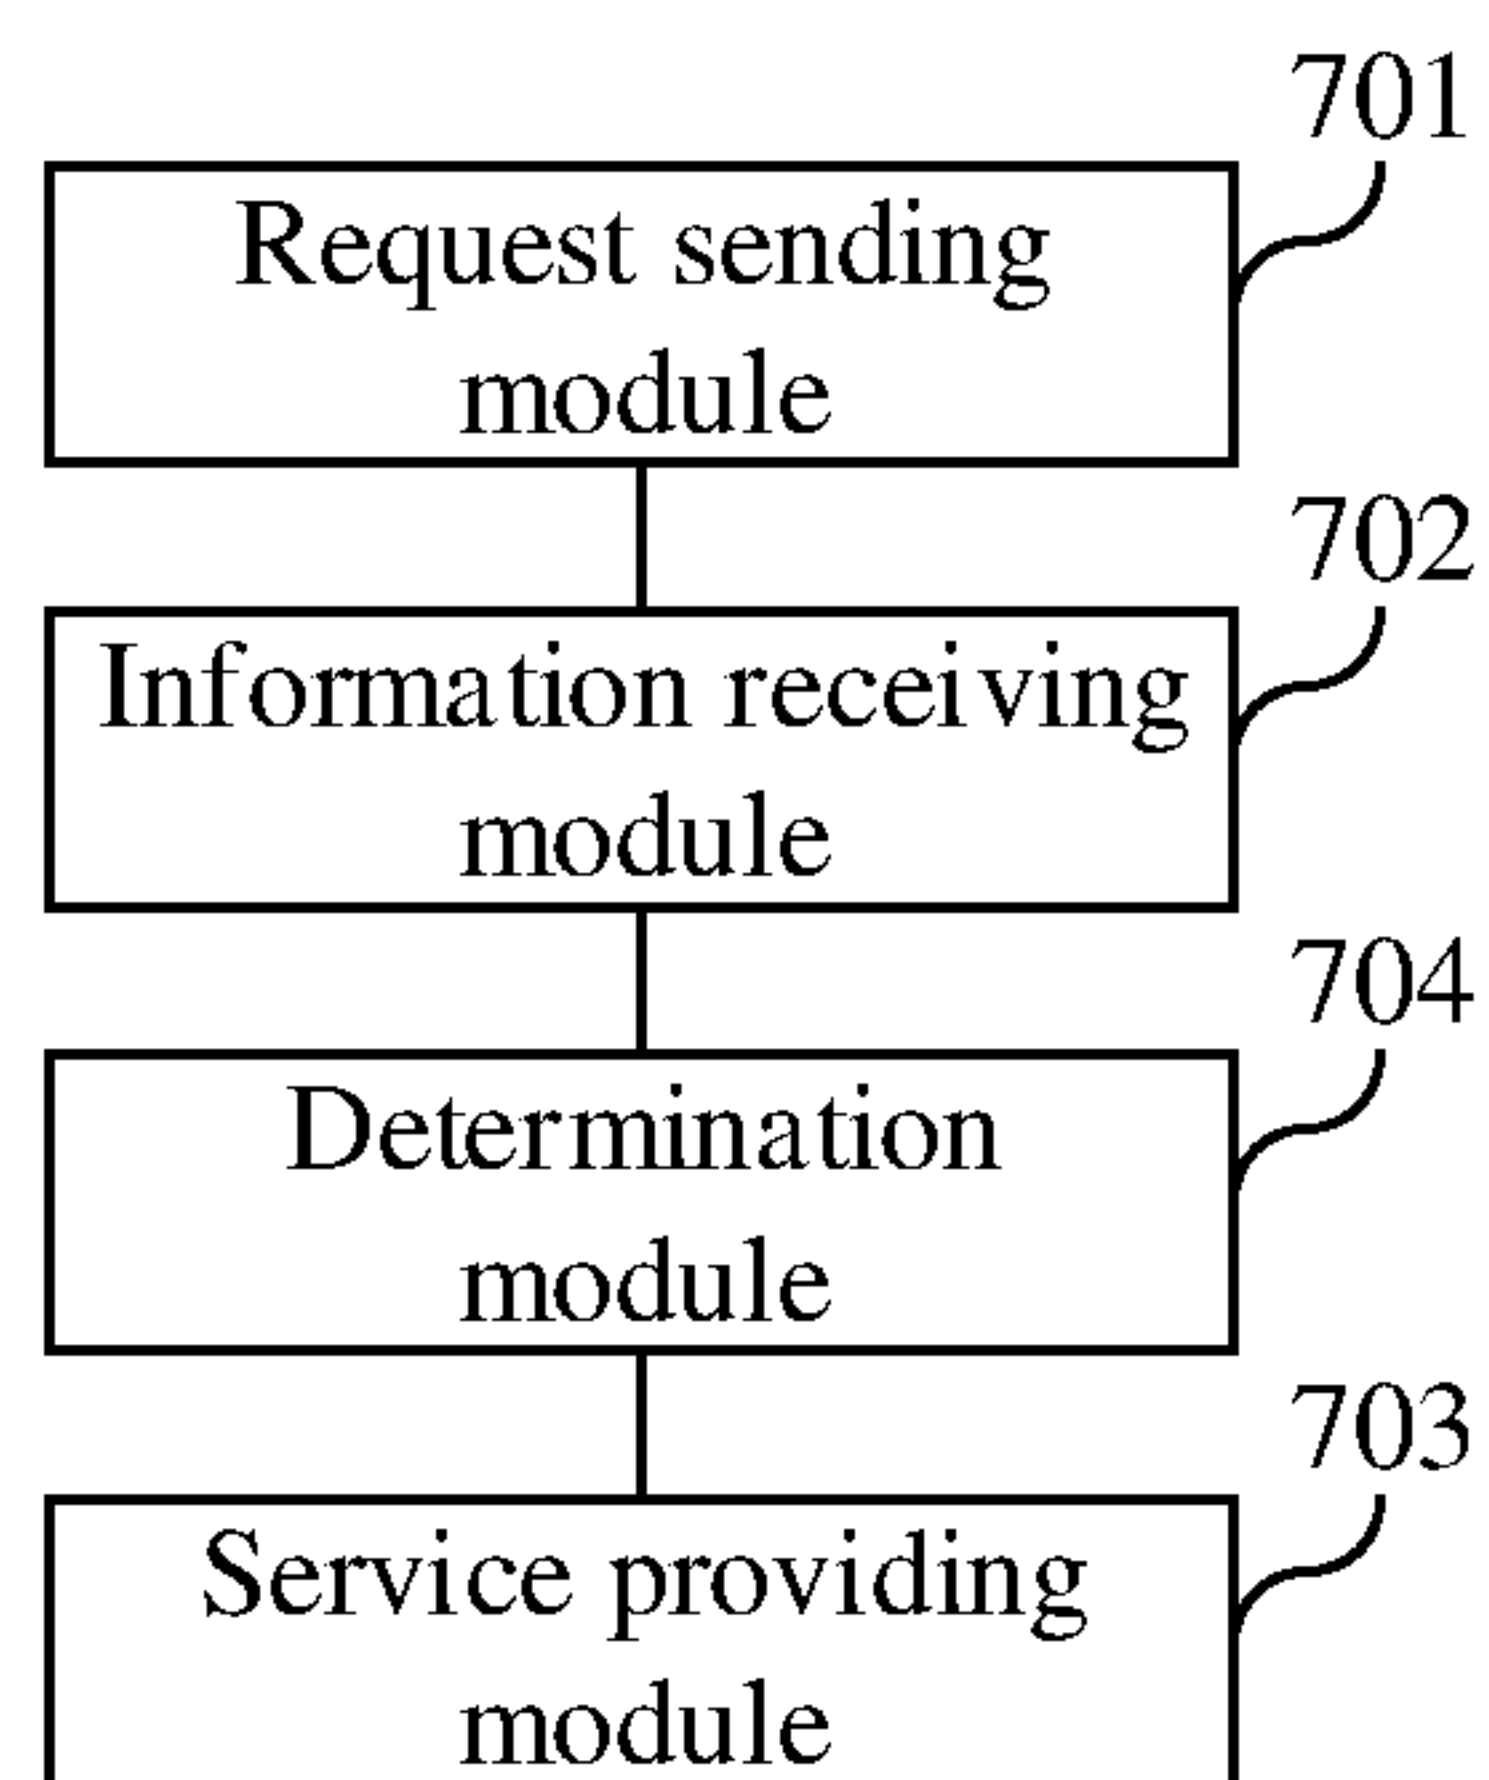 701
Request sending
module
702
Information receiving
module
704
Determination
module
703
Service providing
module